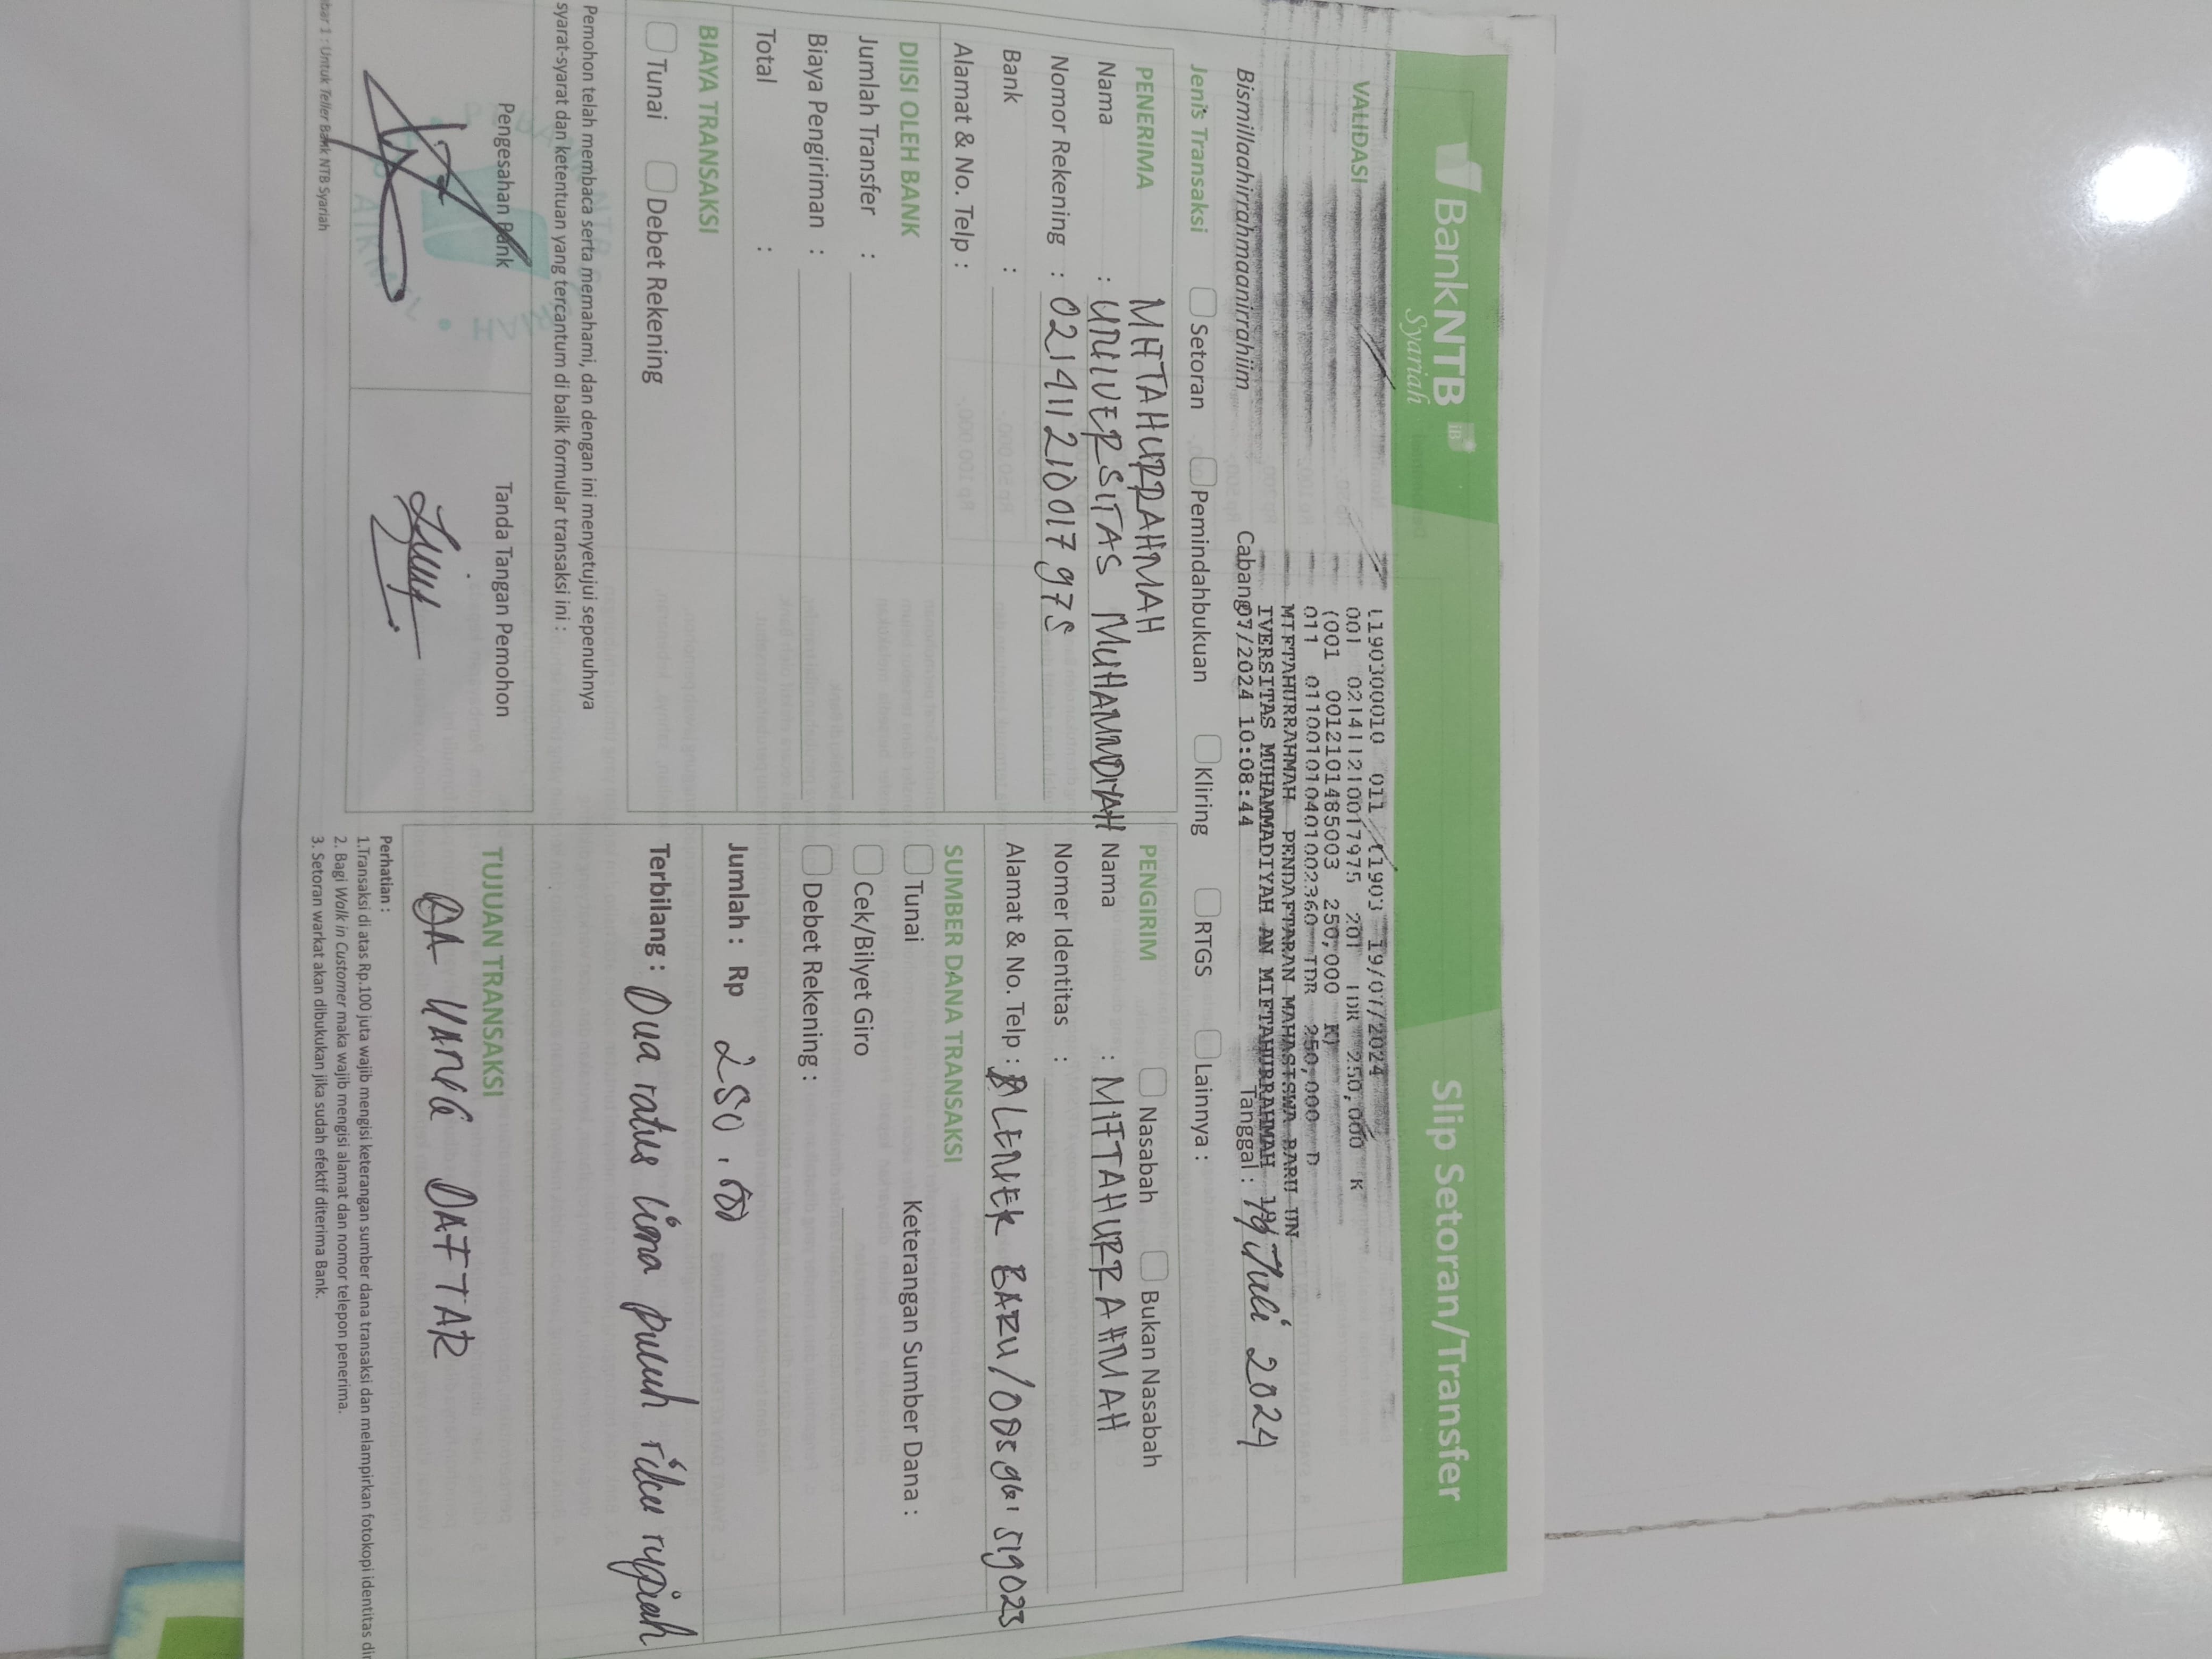 BankNTB
Syariah
Slip Setoran/Transfer
VALIDASI
011 19/07/2024
001 0214112100017975 201 IDR 250,000 K
(001 0012101485003 250,000 K)
011 011001010401002360 IDR 250,000 D
MIFTAHURRAHMAH PENDAFTARAN MAHASISWA BARU UN
IVERSITAS MUHAMMADIYAH AN MIFTAHURRAHMAH 19/
07/2024 10:08:44
Bismillaahirrahmaanirrahiim
Cabang
Tanggal : 19 Juli 2024
Jenis Transaksi
Setoran
Pemindahbukuan
Kliring
RTGS
Lainnya :
PENERIMA
MIFTAHURRAHMAH
Nama : UNIVERSITAS MUHAMMDIYAH
Nomor Rekening : 021411210017975
Bank :
Alamat & No. Telp :
PENGIRIM
Nasabah
Bukan Nasabah
Nama : MIFTAHURRAHMAH
Nomer Identitas :
Alamat & No. Telp : LENEK BARU/
DIISI OLEH BANK
Jumlah Transfer :
Biaya Pengiriman :
Total :
SUMBER DANA TRANSAKSI
Tunai
Keterangan Sumber Dana :
Cek/Bilyet Giro
Debet Rekening :
BIAYA TRANSAKSI
Tunai
Debet Rekening
Jumlah : Rp 250.000
Terbilang : Dua ratus lima puluh ribu rupiah
Pemohon telah membaca serta memahami, dan dengan ini menyetujui sepenuhnya
syarat-syarat dan ketentuan yang tercantum di balik formular transaksi ini :
Pengesahan Bank
Tanda Tangan Pemohon
TUJUAN TRANSAKSI
UANG DAFTAR
bar 1 : Untuk Teller Bank NTB Syariah
Perhatian :
1.Transaksi di atas Rp.100 juta wajib mengisi keterangan sumber dana transaksi dan melampirkan fotokopi identitas dir
2. Bagi Walk in Customer maka wajib mengisi alamat dan nomor telepon penerima.
3. Setoran warkat akan dibukukan jika sudah efektif diterima Bank.